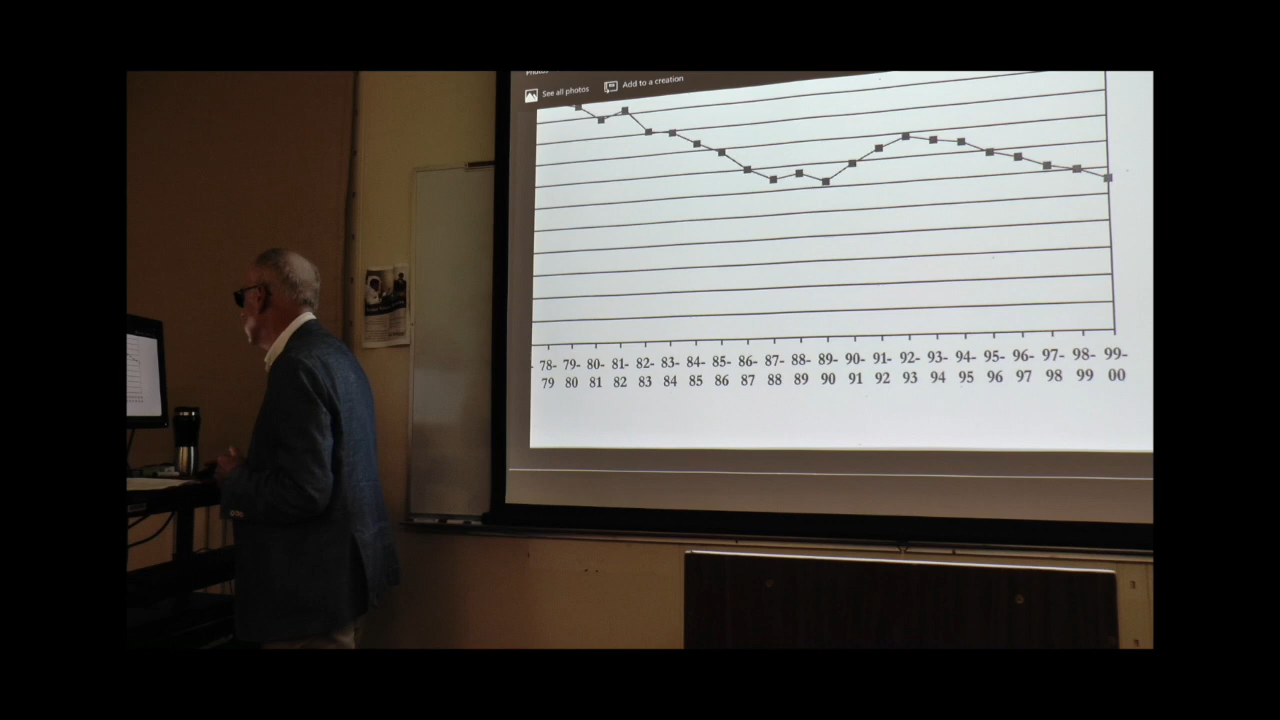 Photos
See all photos
Add to a creation
78- 79- 80- 81- 82- 83- 84- 85- 86- 87- 88- 89- 90- 91- 92- 93- 94- 95- 96- 97- 98- 99-
79 80 81 82 83 84 85 86 87 88 89 90 91 92 93 94 95 96 97 98 99 00